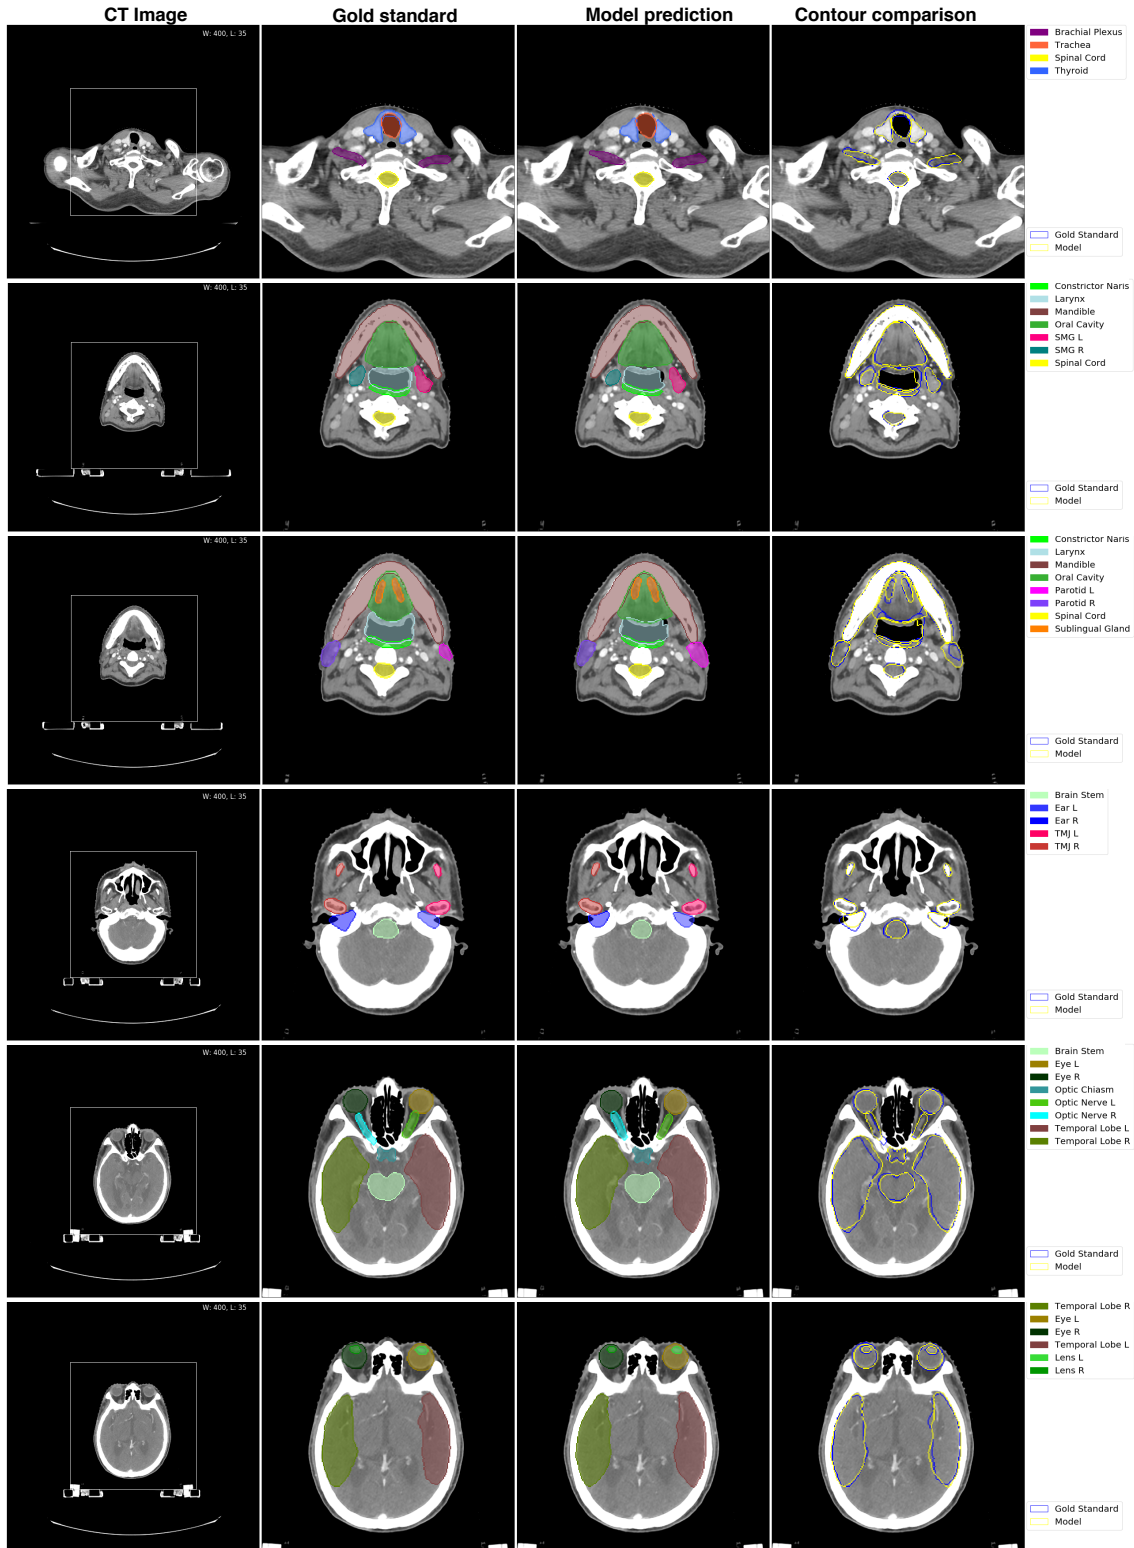 CT Image
Gold standard
Model prediction
Contour comparison
W: 400, L: 35
Brachial Plexus
Trachea
Spinal Cord
Thyroid
Gold Standard
Model
W: 400, L: 35
Constrictor Naris
Larynx
Mandible
Oral Cavity
SMG L
SMG R
Spinal Cord
Gold Standard
Model
W: 400, L: 35
Constrictor Naris
Larynx
Mandible
Oral Cavity
Parotid L
Parotid R
Spinal Cord
Sublingual Gland
Gold Standard
Model
W: 400, L: 35
Brain Stem
Ear L
Ear R
TMJ L
TMJ R
Gold Standard
Model
W: 400, L: 35
Brain Stem
Eye L
Eye R
Optic Chiasm
Optic Nerve L
Optic Nerve R
Temporal Lobe L
Temporal Lobe R
Gold Standard
Model
W: 400, L: 35
Temporal Lobe R
Eye L
Eye R
Temporal Lobe L
Lens L
Lens R
Gold Standard
Model